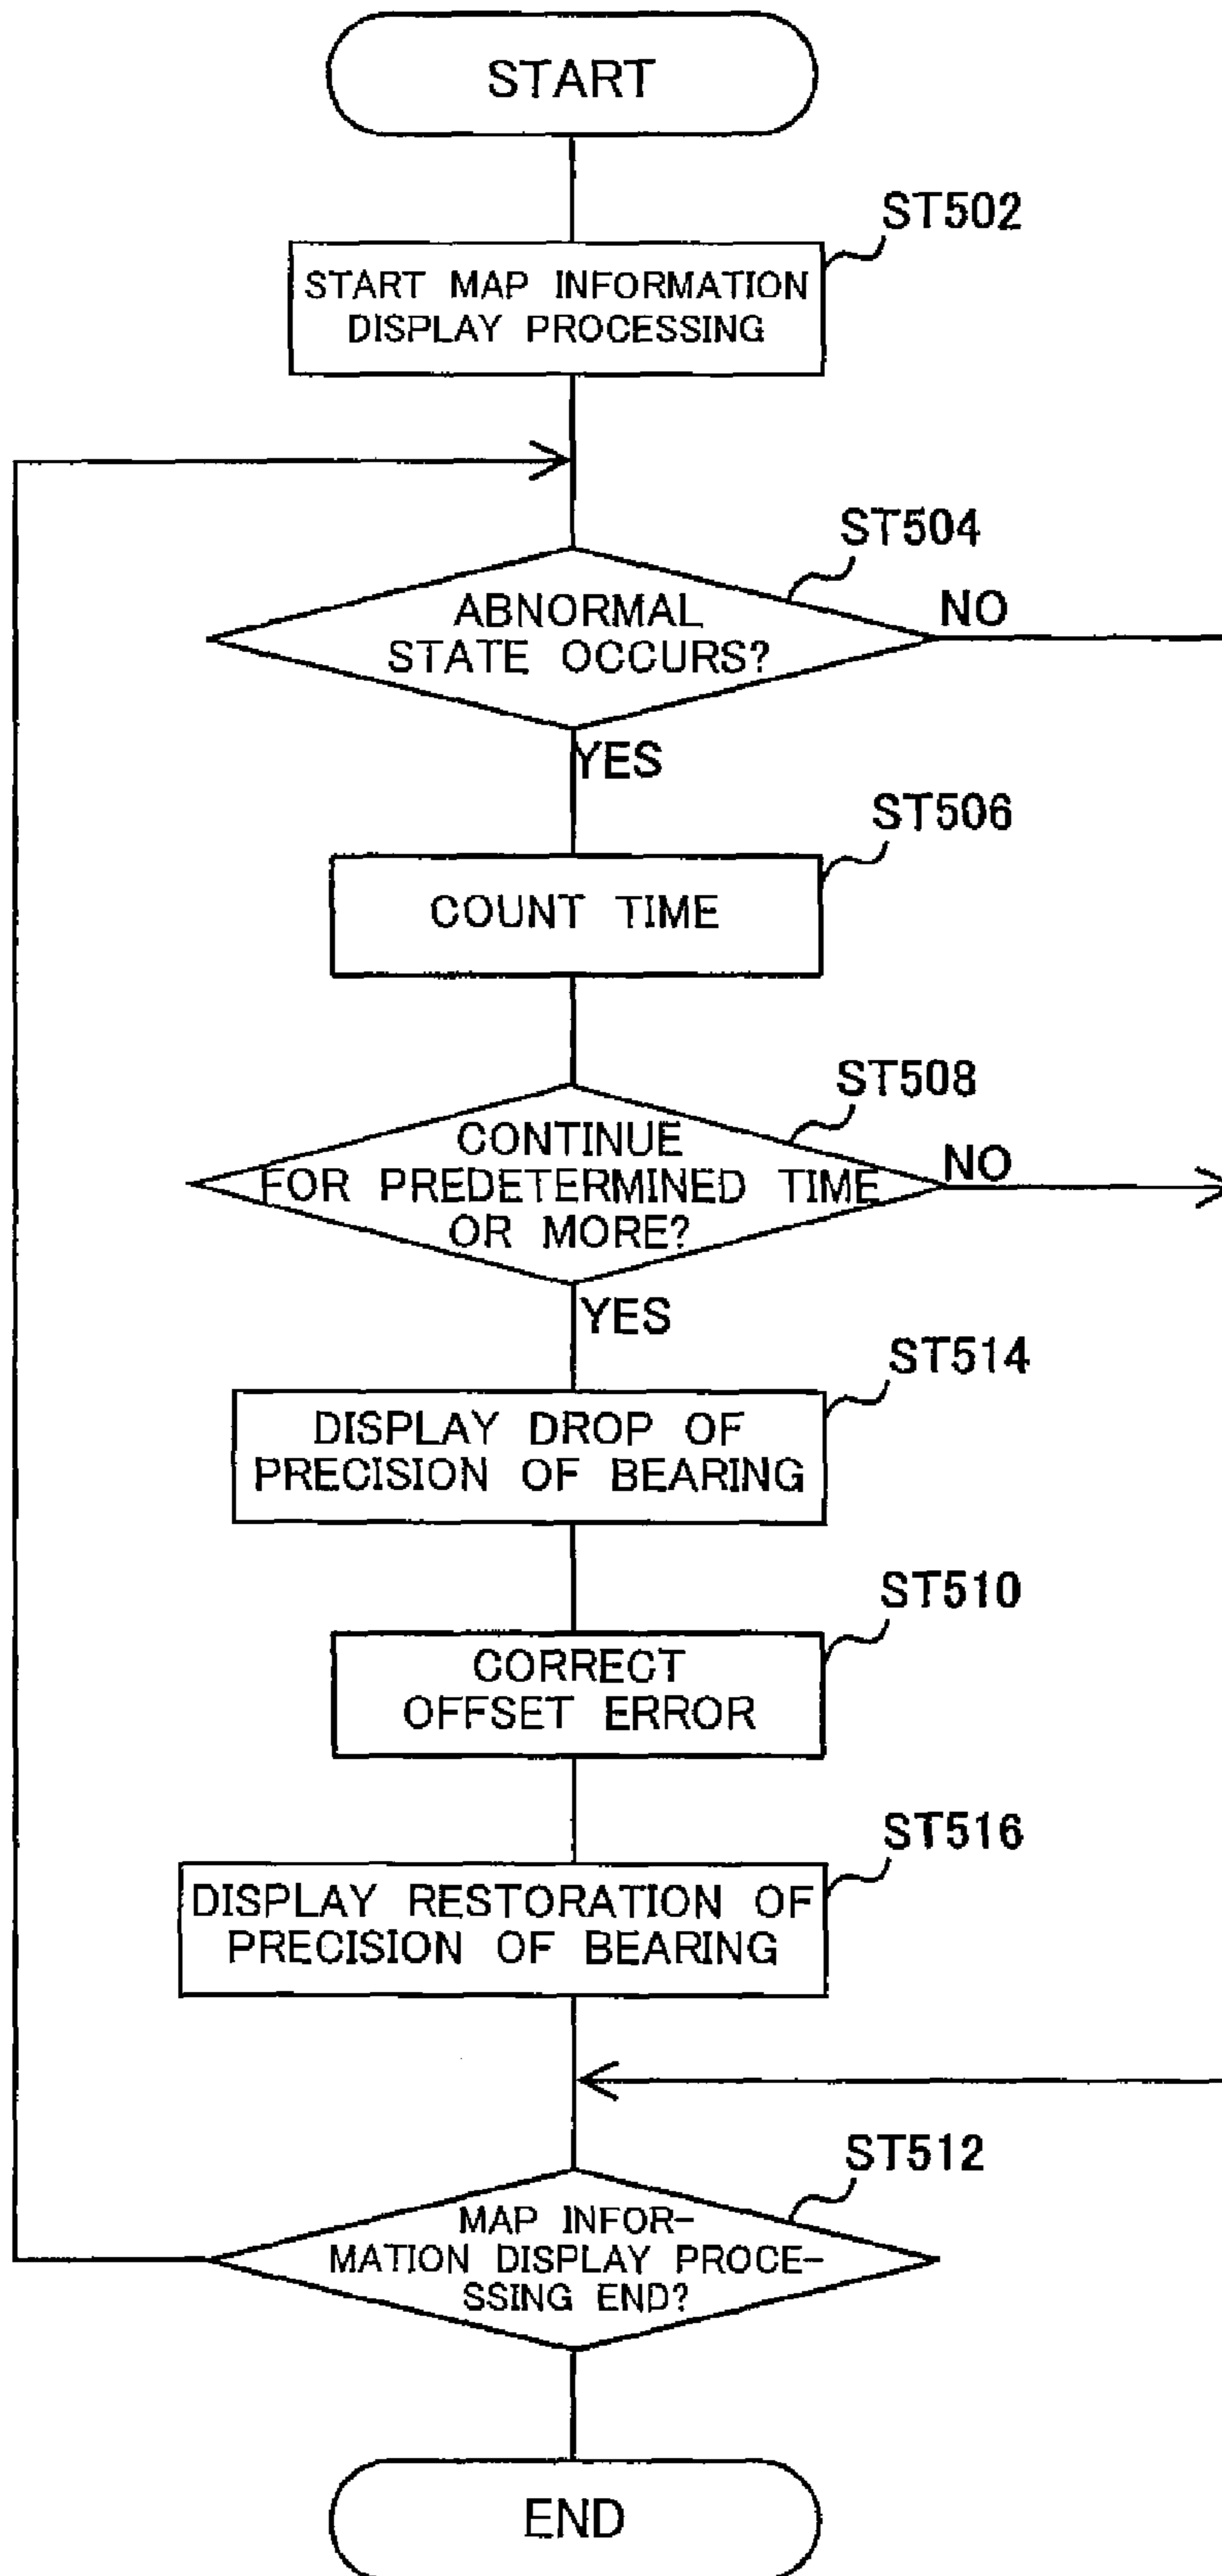 START
ST502
START MAP INFORMATION
DISPLAY PROCESSING
ST504
ABNORMAL
STATE OCCURS?
NO
YES
ST506
COUNT TIME
ST508
CONTINUE
FOR PREDETERMINED TIME
OR MORE?
NO
YES
ST514
DISPLAY DROP OF
PRECISION OF BEARING
ST510
CORRECT
OFFSET ERROR
ST516
DISPLAY RESTORATION OF
PRECISION OF BEARING
ST512
MAP INFOR-
MATION DISPLAY PROCE-
SSING END?
END